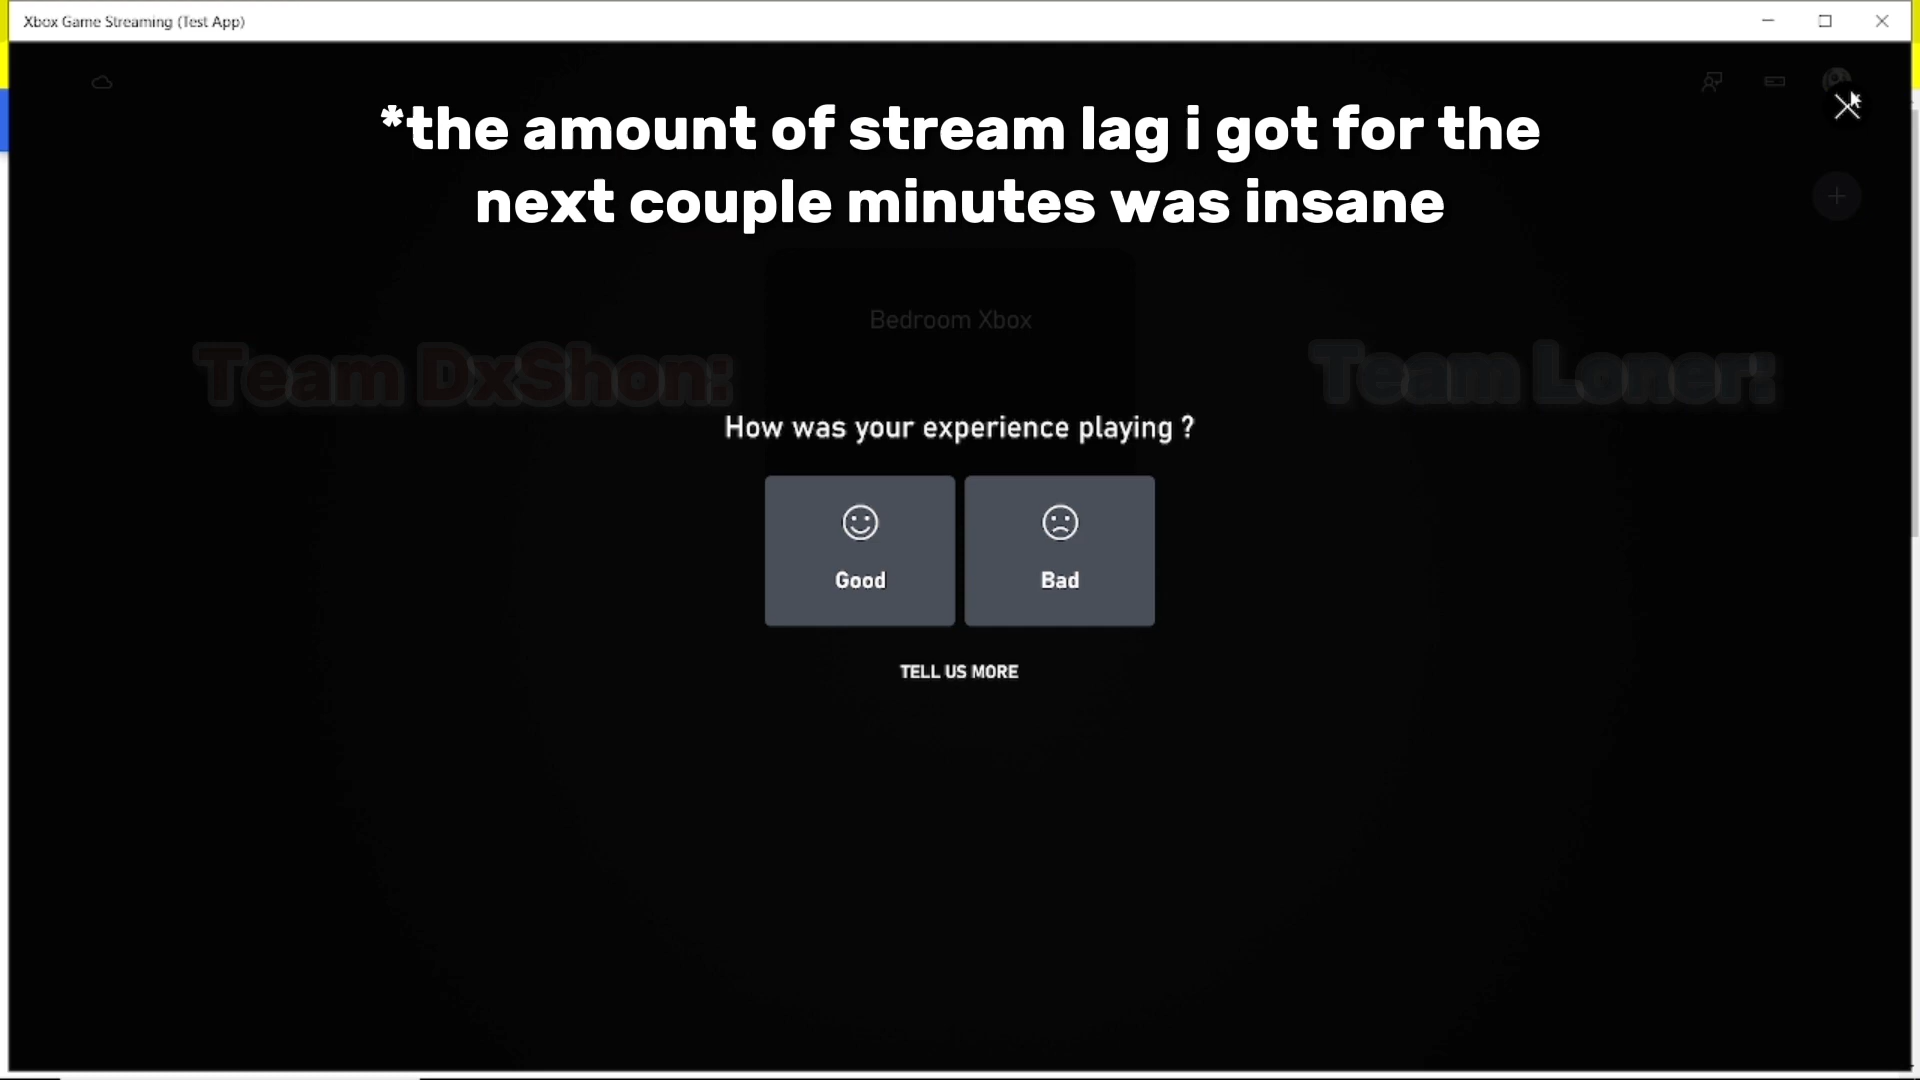 Xbox Game Streaming (Test App)
*the amount of stream lag i got for the
next couple minutes was insane
Bedroom Xbox
Team DxShon:
Team Loner:
How was your experience playing ?
Good
Bad
TELL US MORE